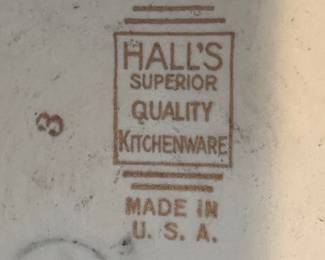 HALL'S
SUPERIOR
QUALITY
KITCHENWARE
MADE IN
U. S. A.
3